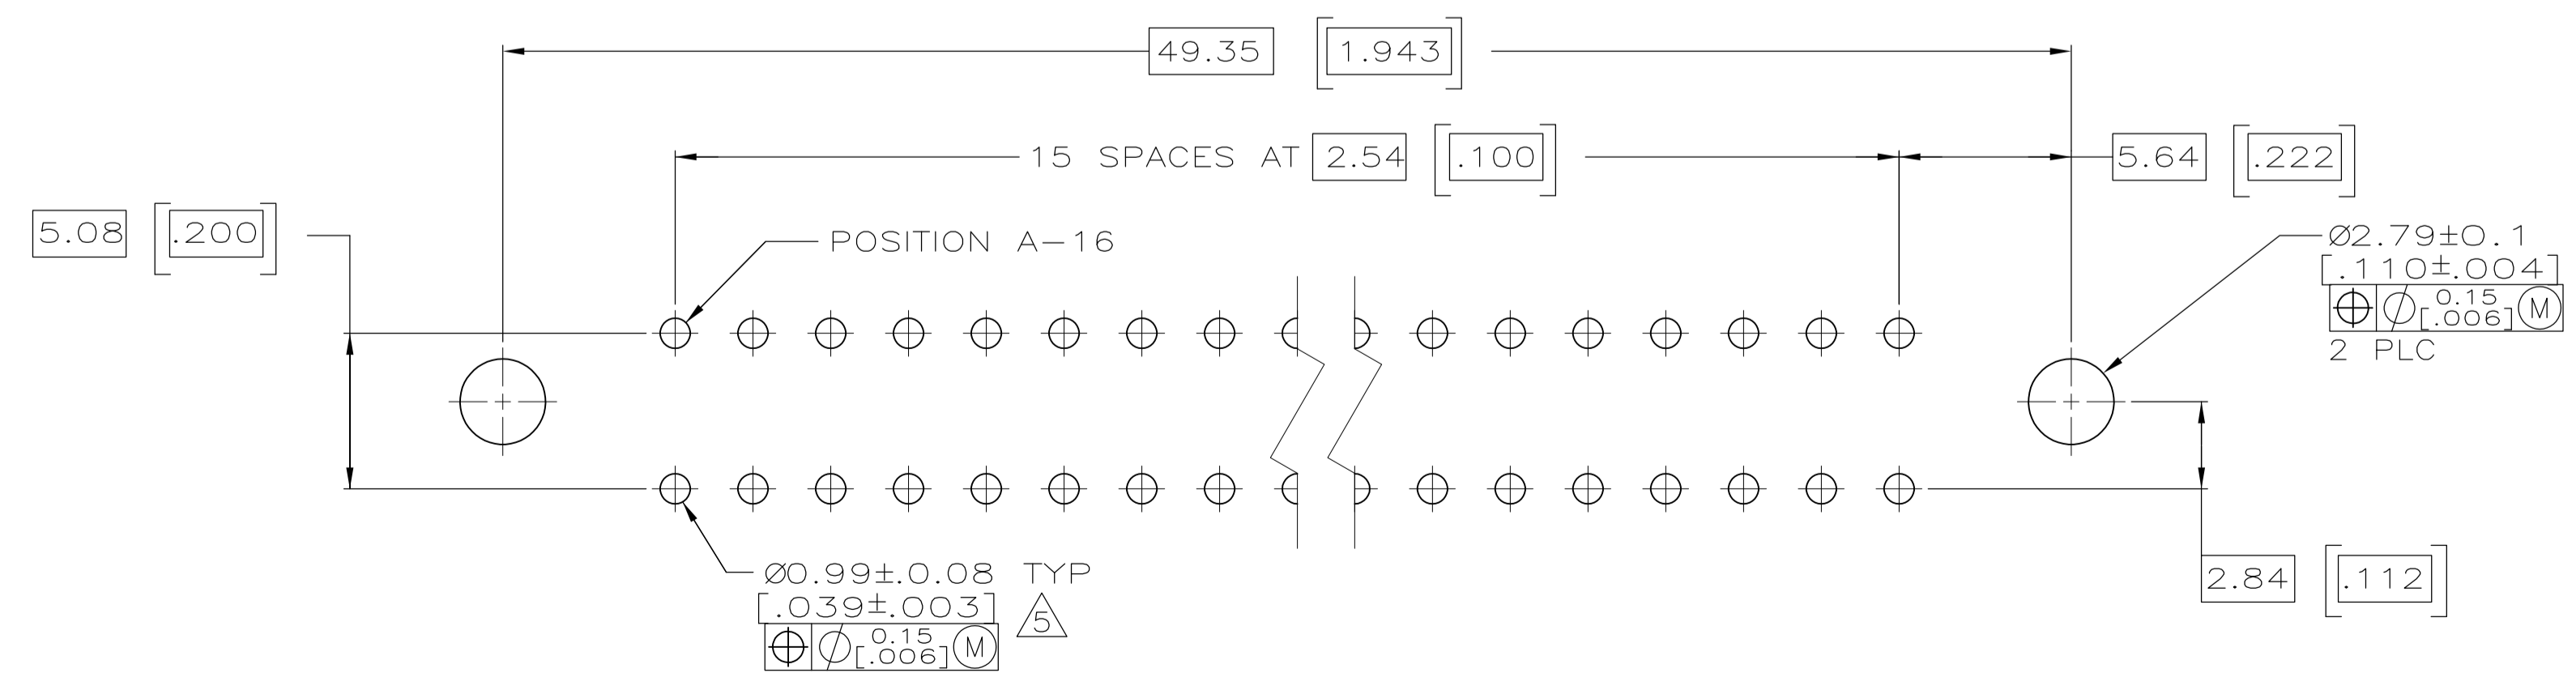 49.35 [1.943]
15 SPACES AT 2.54 [.100]
5.64 [.222]
5.08 [.200]
POSITION A-16
Ø2.79±0.1
[.110±.004]
⌖ ∅ 0.15 Ⓜ
[.006]
2 PLC
Ø0.99±.0.08 TYP
[.039±.003]
5
⌖ ∅ 0.15 Ⓜ
[.006]
2.84 [.112]